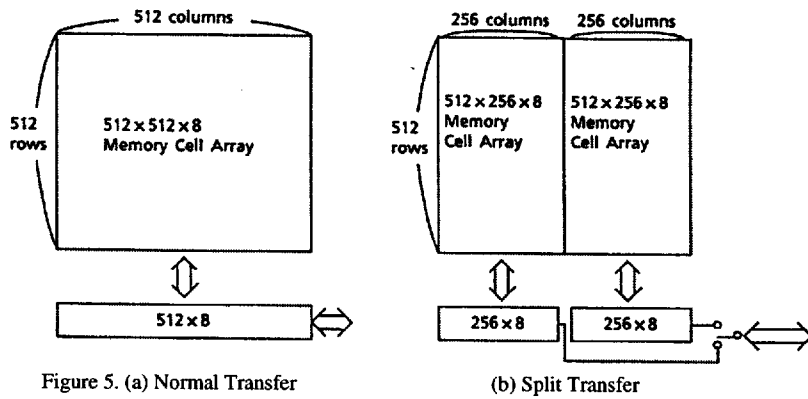 512 columns
512
rows
512×512×8
Memory Cell Array
512×8
Figure 5. (a) Normal Transfer
256 columns
256 columns
512
rows
512×256×8
Memory
Cell Array
512×256×8
Memory
Cell Array
256×8
256×8
(b) Split Transfer